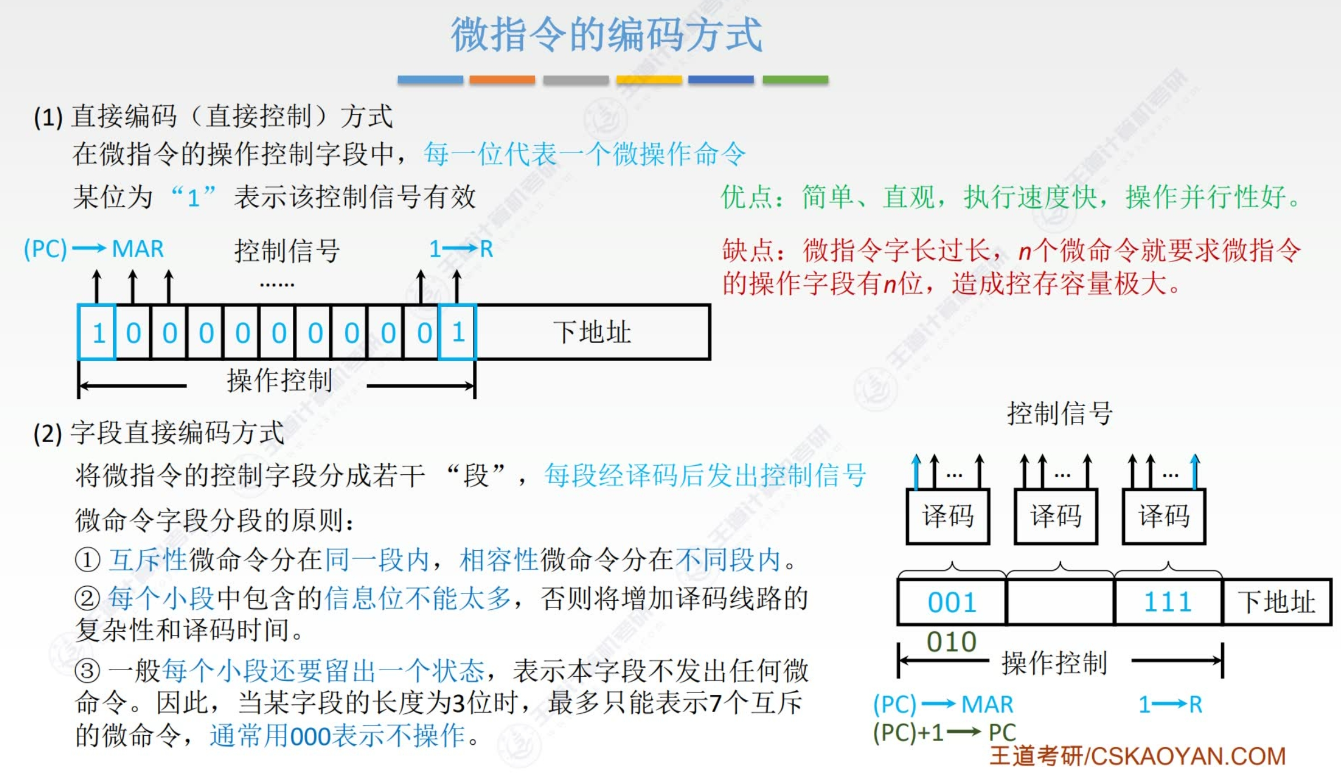 微指令的编码方式
(1) 直接编码（直接控制）方式
在微指令的操作控制字段中，每一位代表一个微操作命令
某位为 “1” 表示该控制信号有效
优点：简单、直观，执行速度快，操作并行性好。
缺点：微指令字长过长，n个微命令就要求微指令
的操作字段有n位，造成控存容量极大。
(PC)→MAR 控制信号 1→R
……
1 0 0 0 0 0 0 0 0 0 1 下地址
操作控制
(2) 字段直接编码方式
将微指令的控制字段分成若干 “段”，每段经译码后发出控制信号
微命令字段分段的原则：
① 互斥性微命令分在同一段内，相容性微命令分在不同段内。
② 每个小段中包含的信息位不能太多，否则将增加译码线路的
复杂性和译码时间。
③ 一般每个小段还要留出一个状态，表示本字段不发出任何微
命令。因此，当某字段的长度为3位时，最多只能表示7个互斥
的微命令，通常用000表示不操作。
控制信号
… … …
译码 译码 译码
001 111 下地址
010
操作控制
(PC)→MAR 1→R
(PC)+1→PC
王道考研/CSKAOYAN.COM